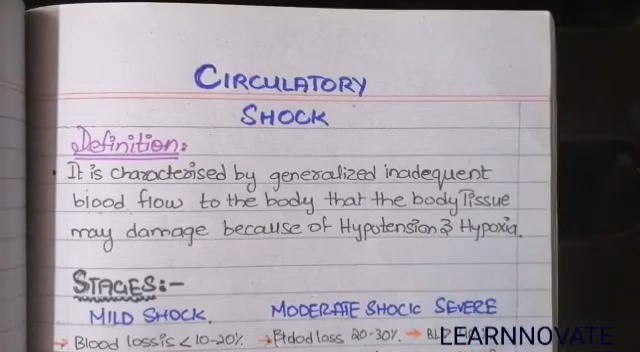 CIRCULATORY
SHOCK
Definition:
• It is characterised by generalized inadequent
blood flow to the body that the body Tissue
may damage because of Hypotension & Hypoxia.
STAGES:-
MILD SHOCK. MODERATE SHOCK SEVERE
→ Blood loss is < 10-20%. → Blood loss 20-30%. →
LEARNNOVATE